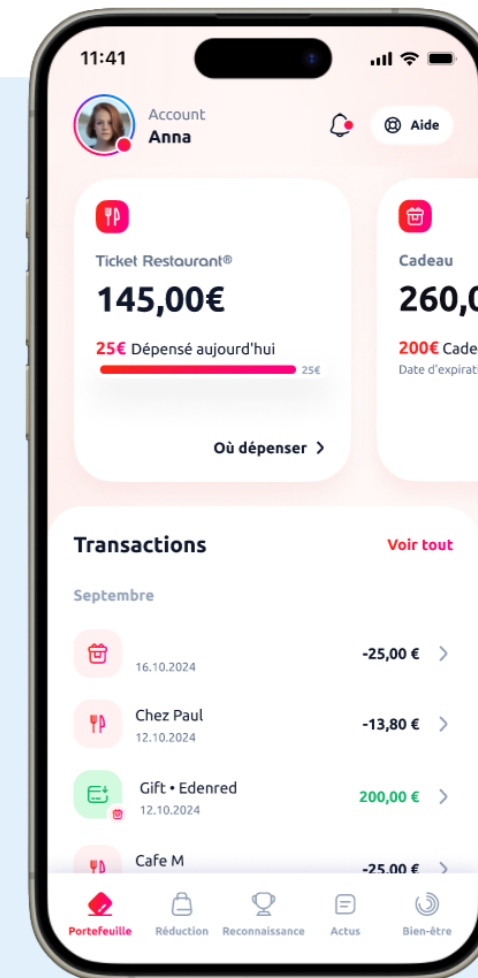 11:41
Account
Anna
Aide
Ticket Restaurant®
145,00€
25€ Dépensé aujourd'hui
25€
Où dépenser
Cadeau
260,0
200€ Cade
Date d'expirati
Transactions
Voir tout
Septembre
16.10.2024
-25,00 €
Chez Paul
-13,80 €
12.10.2024
Gift • Edenred
200,00 €
12.10.2024
Cafe M
-25,00 €
Portefeuille
Réduction
Reconnaissance
Actus
Bien-être